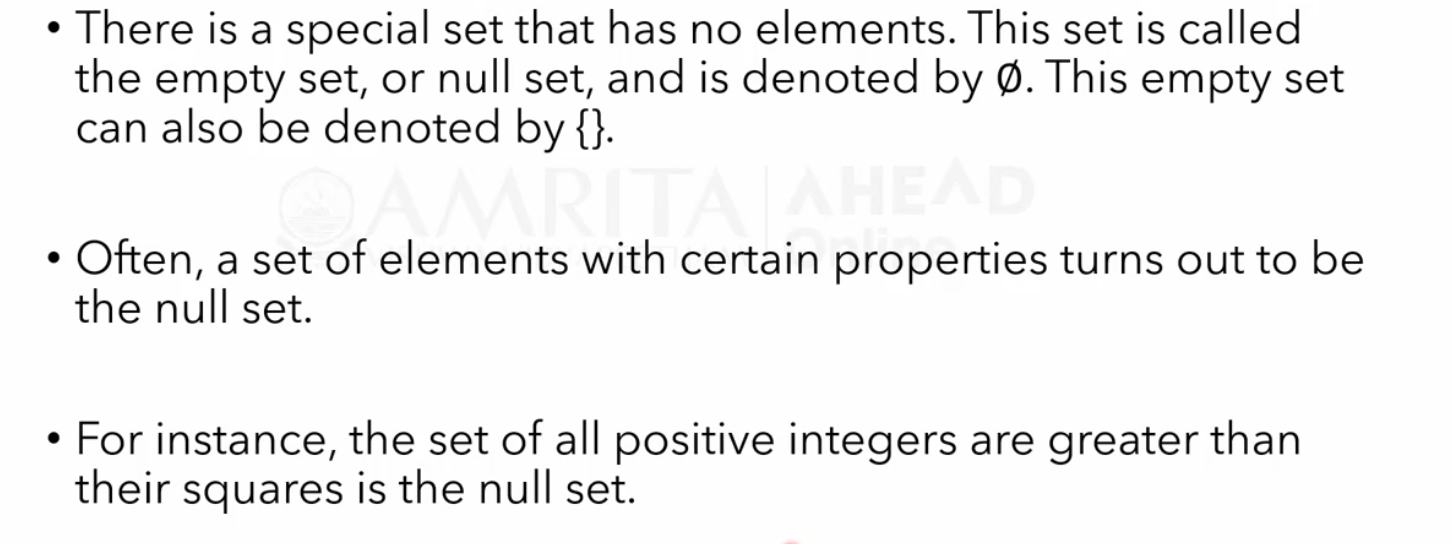 • There is a special set that has no elements. This set is called
the empty set, or null set, and is denoted by Ø. This empty set
can also be denoted by {}.
AMRITA AHEAD
Online
• Often, a set of elements with certain properties turns out to be
the null set.
• For instance, the set of all positive integers are greater than
their squares is the null set.